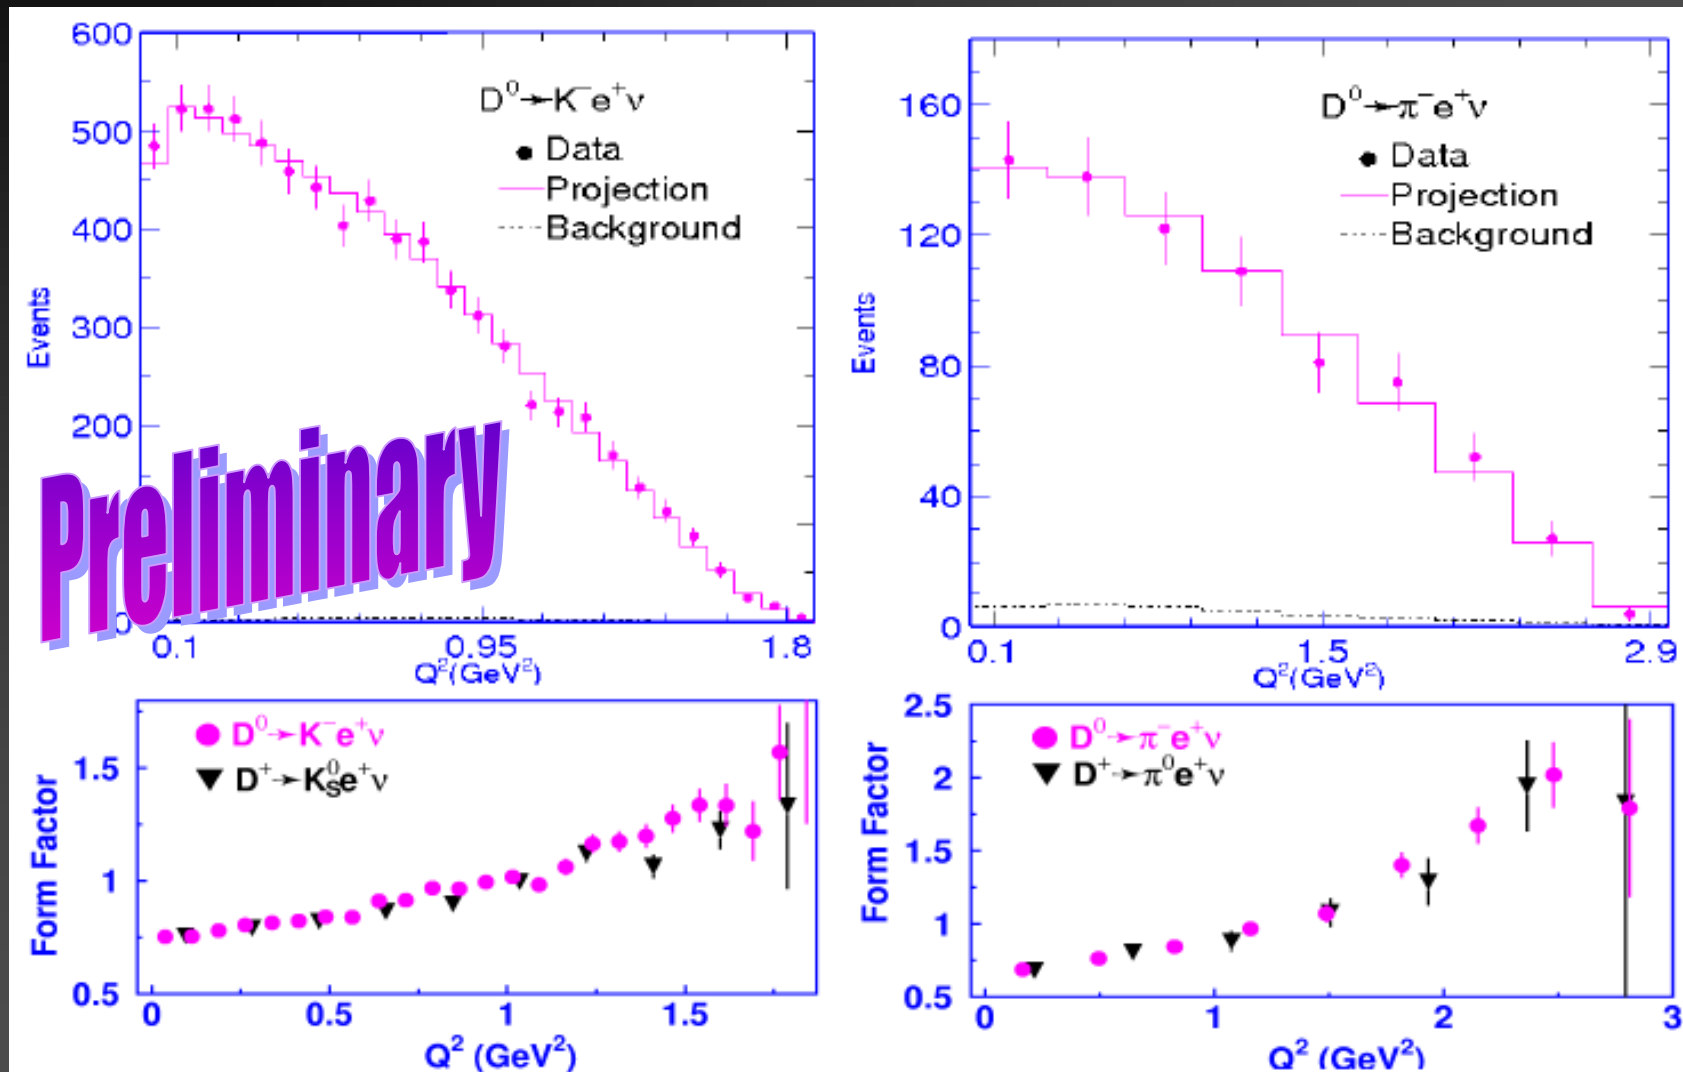 600
500
400
300
200
0
Events
D⁰→K⁻e⁺ν
Data
Projection
Background
0.1
0.95
1.8
Q²(GeV²)
Preliminary
160
120
80
40
0
Events
D⁰→π⁻e⁺ν
Data
Projection
Background
0.1
1.5
2.9
Q²(GeV²)
1.5
1
0.5
Form Factor
D⁰→K⁻e⁺ν
D⁺→K⁰Se⁺ν
0
0.5
1
1.5
Q² (GeV²)
2.5
2
1.5
1
0.5
Form Factor
D⁰→π⁻e⁺ν
D⁺→π⁰e⁺ν
0
1
2
3
Q² (GeV²)